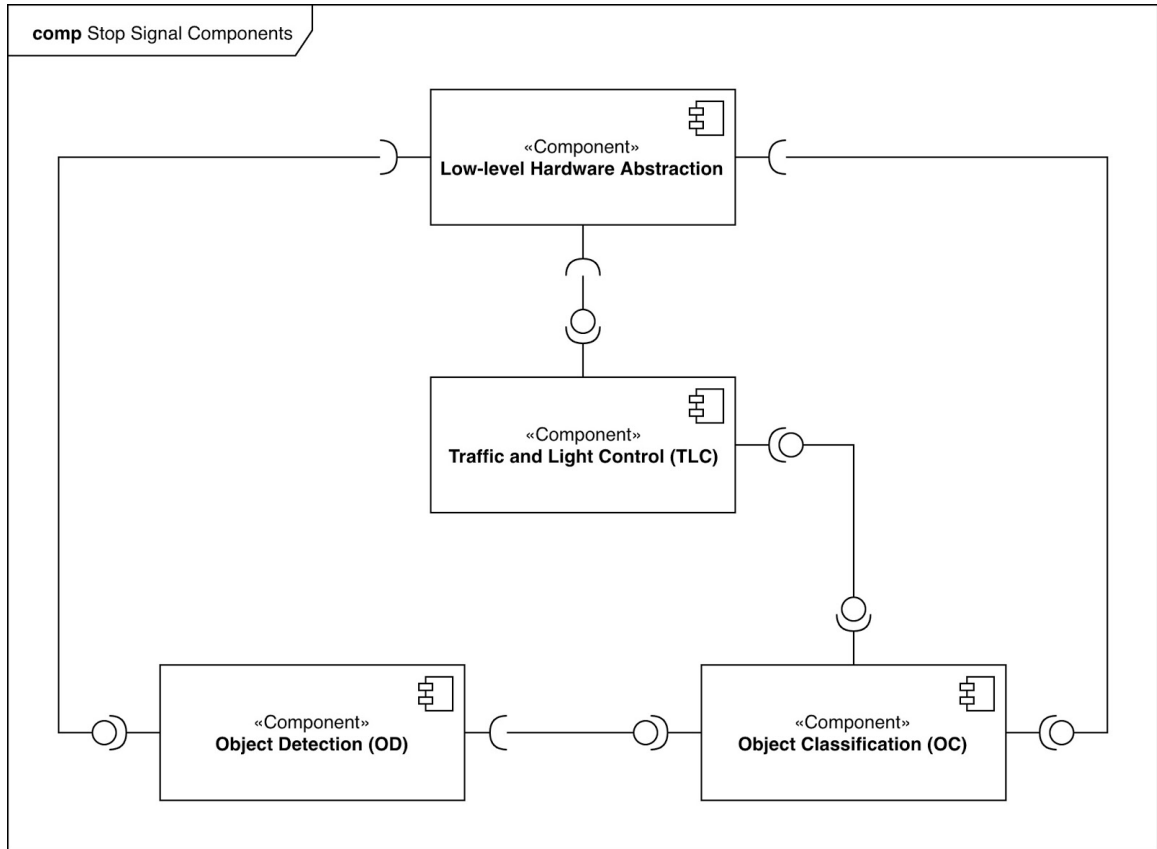 comp Stop Signal Components
«Component»
Low-level Hardware Abstraction
«Component»
Traffic and Light Control (TLC)
«Component»
Object Detection (OD)
«Component»
Object Classification (OC)